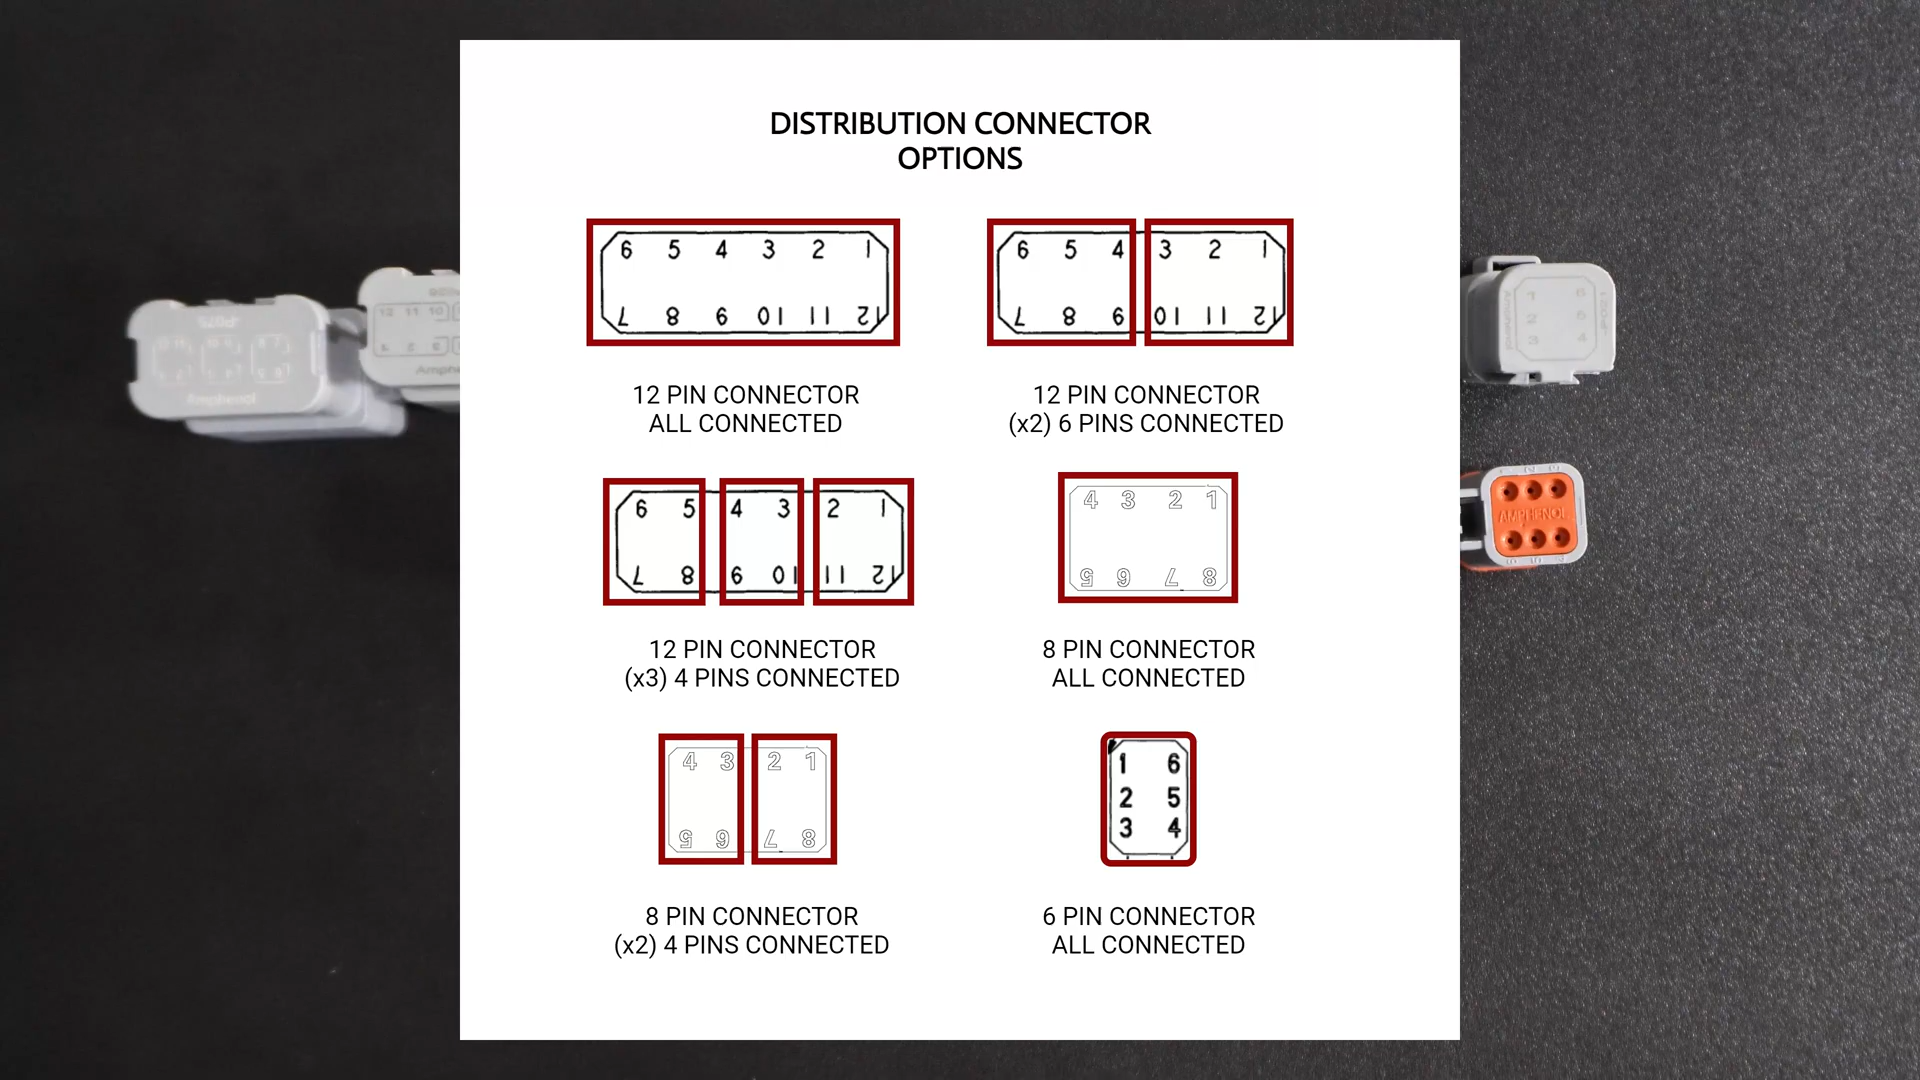 DISTRIBUTION CONNECTOR
OPTIONS
6 5 4 3 2 1
7 8 9 10 11 12
12 PIN CONNECTOR
ALL CONNECTED
6 5 4 3 2 1
7 8 9 10 11 12
12 PIN CONNECTOR
(x2) 6 PINS CONNECTED
6 5 4 3 2 1
7 8 9 10 11 12
12 PIN CONNECTOR
(x3) 4 PINS CONNECTED
4 3 2 1
5 6 7 8
8 PIN CONNECTOR
ALL CONNECTED
4 3 2 1
5 6 7 8
8 PIN CONNECTOR
(x2) 4 PINS CONNECTED
1 6
2 5
3 4
6 PIN CONNECTOR
ALL CONNECTED
Amphenol
12 11 10
AMPHENOL